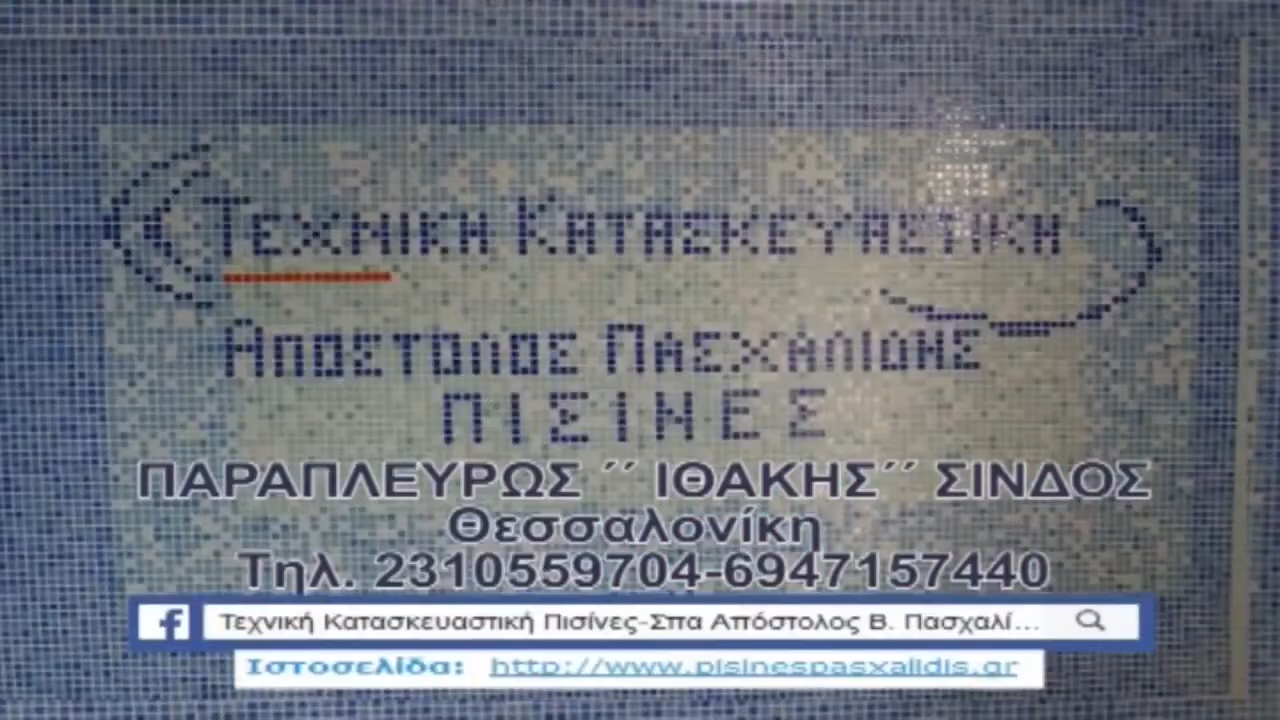 ΤΕΧΝΙΚΗ ΚΑΤΑΣΚΕΥΑΣΤΙΚΗ
ΑΠΟΣΤΟΛΟΣ ΠΑΣΧΑΛΙΔΗΣ
ΠΙΣΙΝΕΣ
ΠΑΡΑΠΛΕΥΡΩΣ ΄΄ ΙΘΑΚΗΣ΄΄ ΣΙΝΔΟΣ
Θεσσαλονίκη
Τηλ. 2310559704-6947157440
f Τεχνική Κατασκευαστική Πισίνες-Σπα Απόστολος Β. Πασχαλί...
Ιστοσελίδα: http://www.pisinespasxalidis.gr